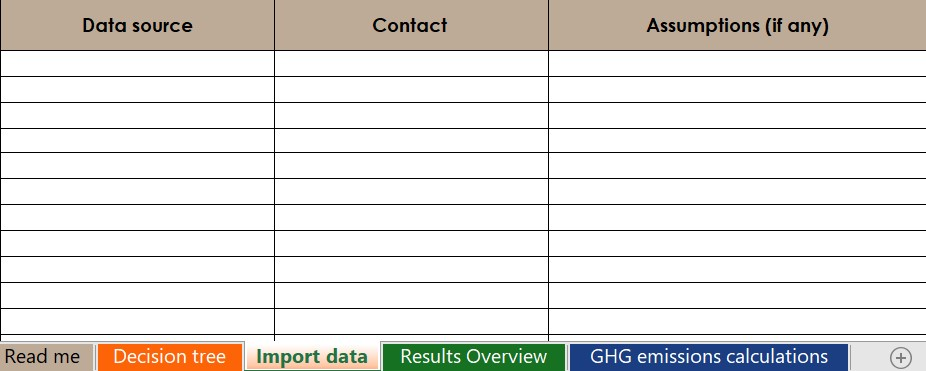 Data source Contact Assumptions (if any)
Read me Decision tree Import data Results Overview GHG emissions calculations